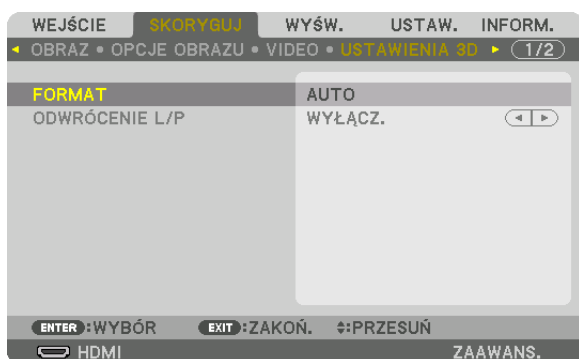 WEJŚCIE SKORYGUJ WYŚW. USTAW. INFORM.
OBRAZ • OPCJE OBRAZU • VIDEO • USTAWIENIA 3D 1/2
FORMAT AUTO
ODWRÓCENIE L/P WYŁĄCZ.
ENTER :WYBÓR EXIT :ZAKOŃ. :PRZESUŃ
HDMI ZAAWANS.